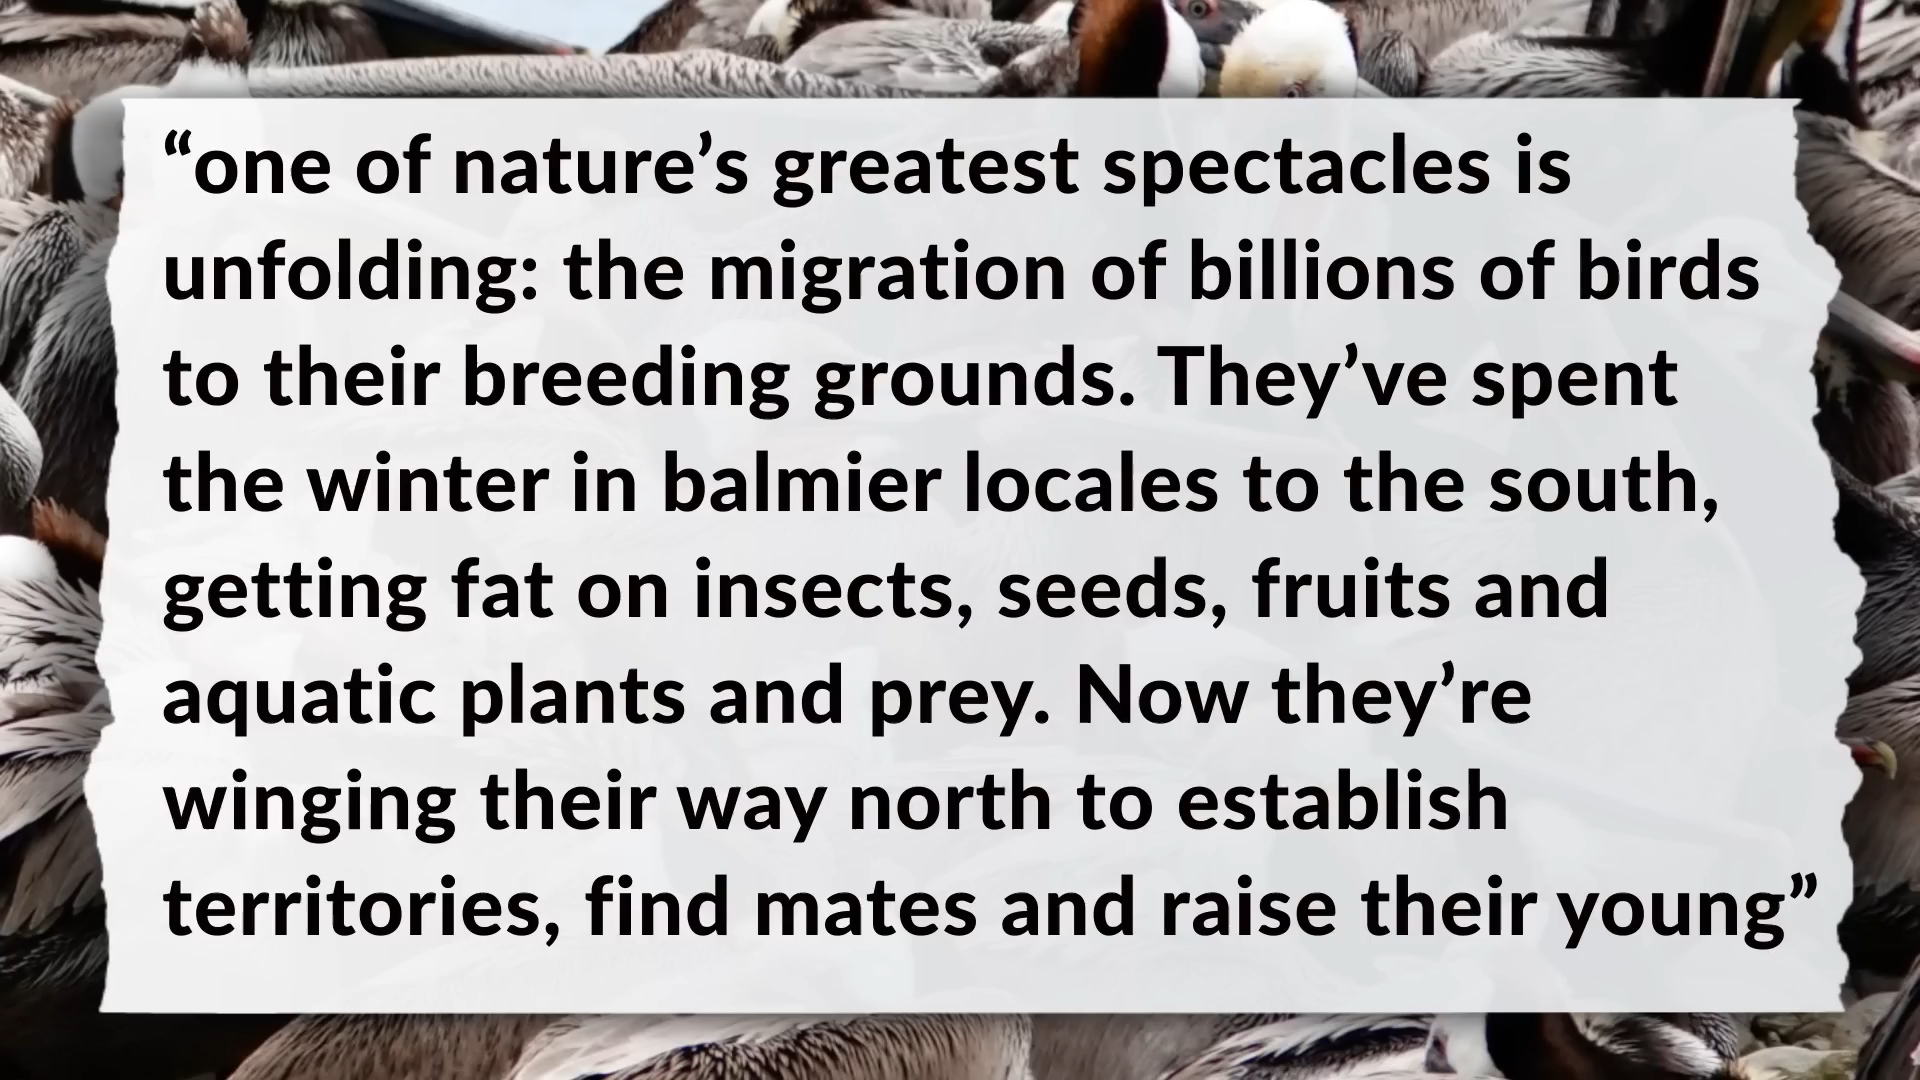 “one of nature’s greatest spectacles is
unfolding: the migration of billions of birds
to their breeding grounds. They’ve spent
the winter in balmier locales to the south,
getting fat on insects, seeds, fruits and
aquatic plants and prey. Now they’re
winging their way north to establish
territories, find mates and raise their young”